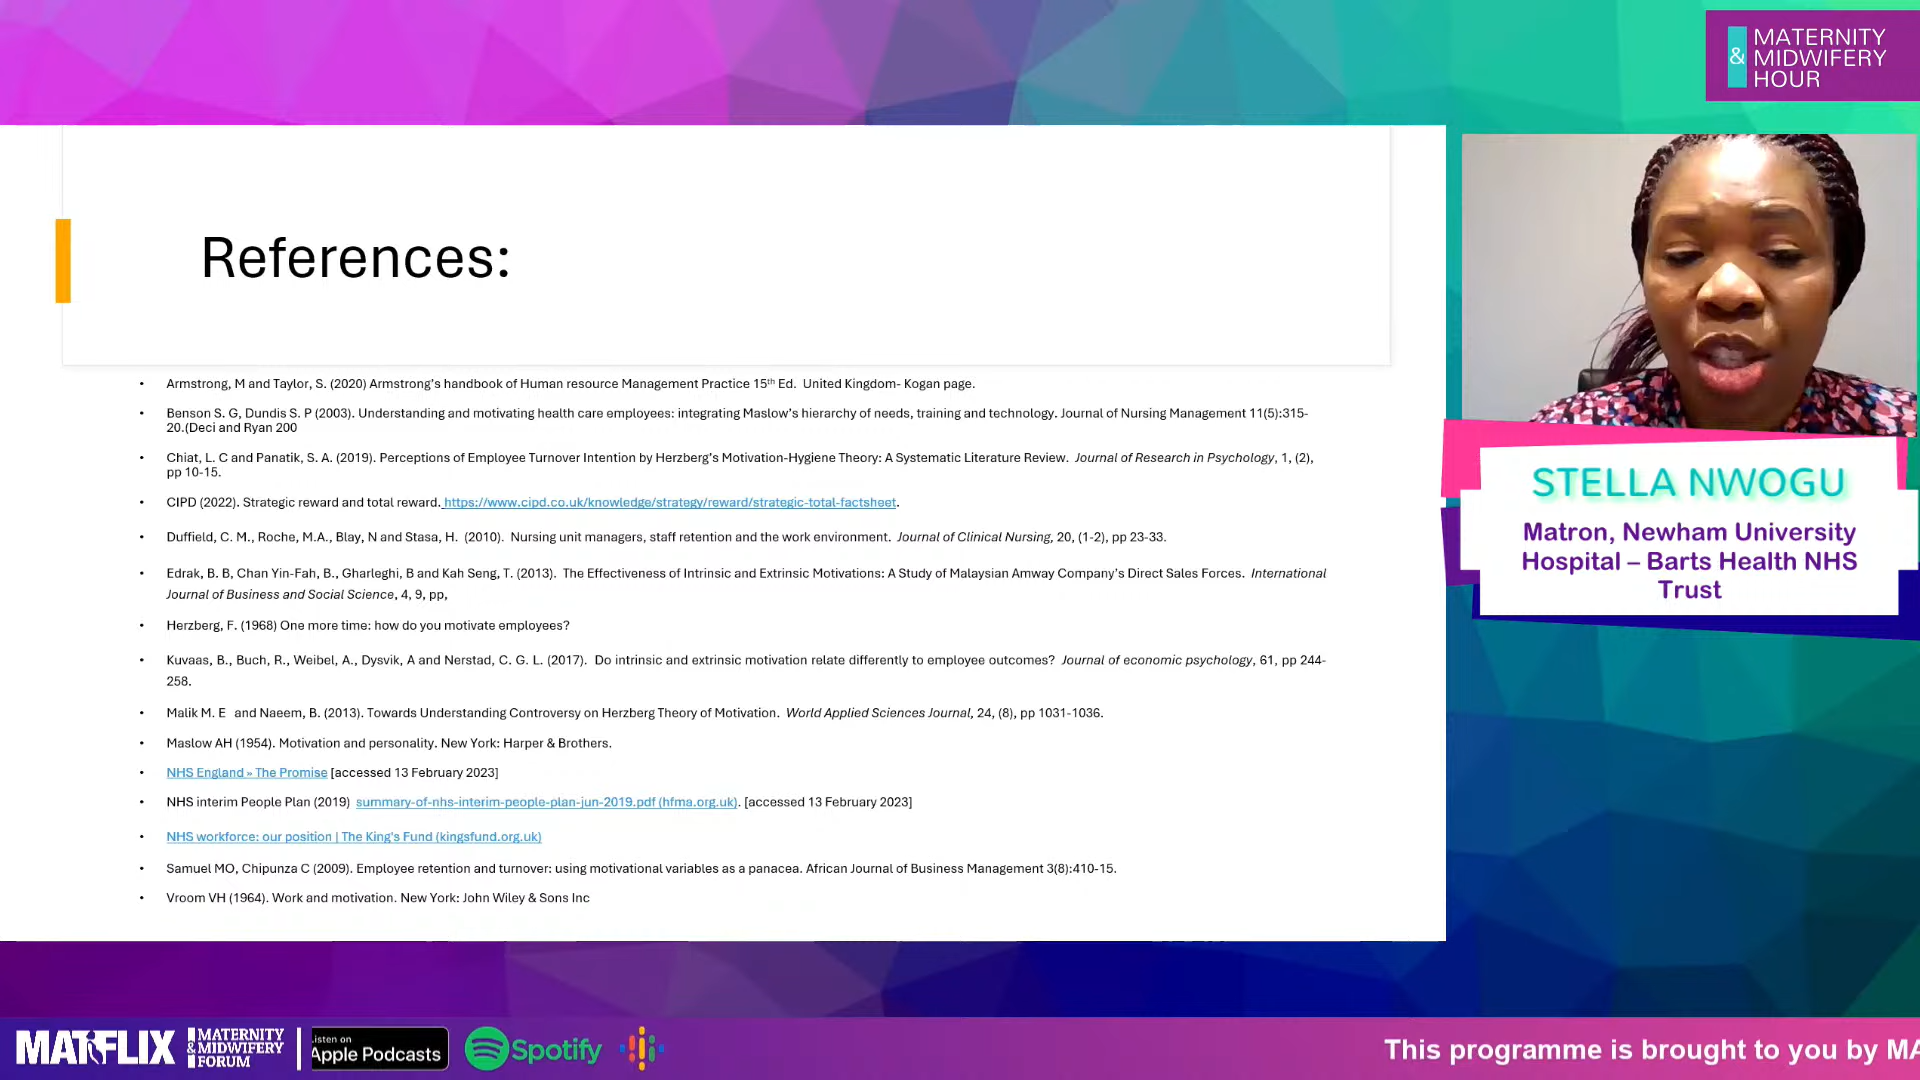 &
MATERNITY
MIDWIFERY
HOUR
References:
• Armstrong, M and Taylor, S. (2020) Armstrong's handbook of Human resource Management Practice 15th Ed. United Kingdom- Kogan page.
• Benson S. G, Dundis S. P (2003). Understanding and motivating health care employees: integrating Maslow's hierarchy of needs, training and technology. Journal of Nursing Management 11(5):315-
20.(Deci and Ryan 200
• Chiat, L. C and Panatik, S. A. (2019). Perceptions of Employee Turnover Intention by Herzberg's Motivation-Hygiene Theory: A Systematic Literature Review. Journal of Research in Psychology, 1, (2),
pp 10-15.
• CIPD (2022). Strategic reward and total reward. https://www.cipd.co.uk/knowledge/strategy/reward/strategic-total-factsheet.
• Duffield, C. M., Roche, M.A., Blay, N and Stasa, H. (2010). Nursing unit managers, staff retention and the work environment. Journal of Clinical Nursing, 20, (1-2), pp 23-33.
• Edrak, B. B, Chan Yin-Fah, B., Gharleghi, B and Kah Seng, T. (2013). The Effectiveness of Intrinsic and Extrinsic Motivations: A Study of Malaysian Amway Company's Direct Sales Forces. International
Journal of Business and Social Science, 4, 9, pp,
• Herzberg, F. (1968) One more time: how do you motivate employees?
• Kuvaas, B., Buch, R., Weibel, A., Dysvik, A and Nerstad, C. G. L. (2017). Do intrinsic and extrinsic motivation relate differently to employee outcomes? Journal of economic psychology, 61, pp 244-
258.
• Malik M. E and Naeem, B. (2013). Towards Understanding Controversy on Herzberg Theory of Motivation. World Applied Sciences Journal, 24, (8), pp 1031-1036.
• Maslow AH (1954). Motivation and personality. New York: Harper & Brothers.
• NHS England » The Promise [accessed 13 February 2023]
• NHS interim People Plan (2019) summary-of-nhs-interim-people-plan-jun-2019.pdf (hfma.org.uk). [accessed 13 February 2023]
• NHS workforce: our position | The King's Fund (kingsfund.org.uk)
• Samuel MO, Chipunza C (2009). Employee retention and turnover: using motivational variables as a panacea. African Journal of Business Management 3(8):410-15.
• Vroom VH (1964). Work and motivation. New York: John Wiley & Sons Inc
STELLA NWOGU
Matron, Newham University
Hospital – Barts Health NHS
Trust
MATFLIX
MATERNITY
& MIDWIFERY
FORUM
Listen on
Apple Podcasts
Spotify
This programme is brought to you by MA